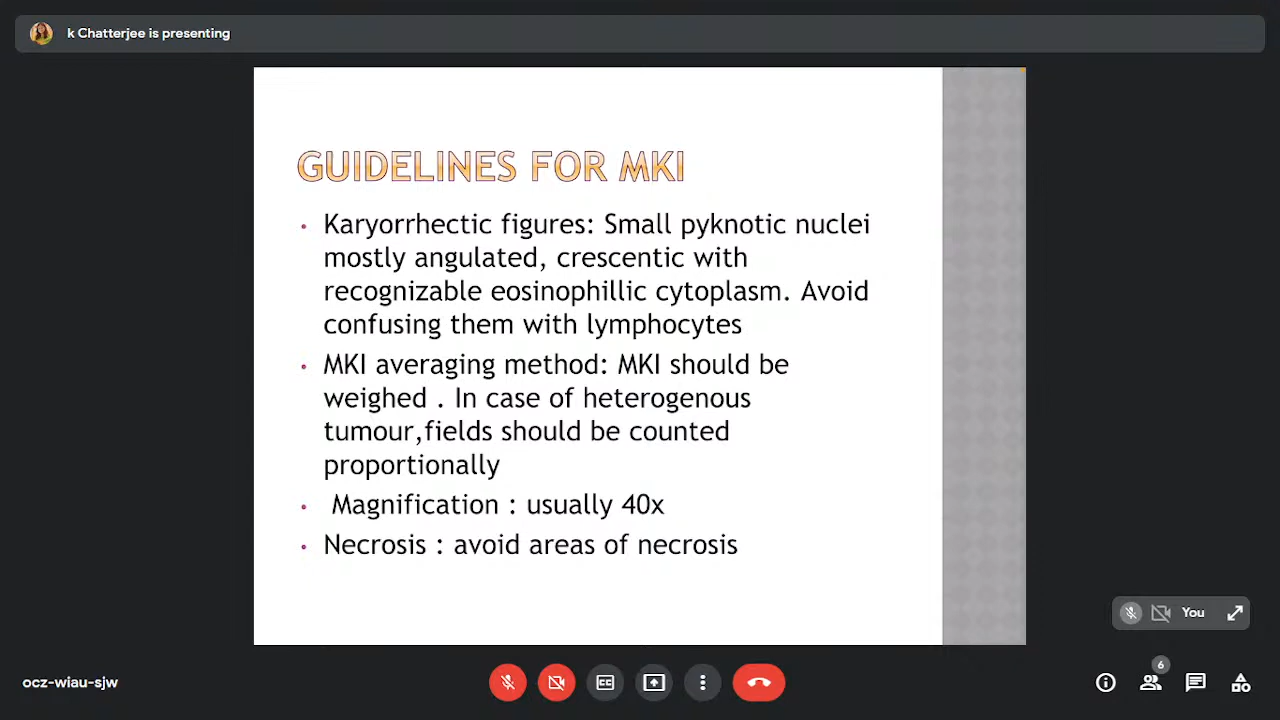 k Chatterjee is presenting
GUIDELINES FOR MKI
• Karyorrhectic figures: Small pyknotic nuclei
mostly angulated, crescentic with
recognizable eosinophillic cytoplasm. Avoid
confusing them with lymphocytes
• MKI averaging method: MKI should be
weighed . In case of heterogenous
tumour,fields should be counted
proportionally
• Magnification : usually 40x
• Necrosis : avoid areas of necrosis
You
6
ocz-wiau-sjw
CC